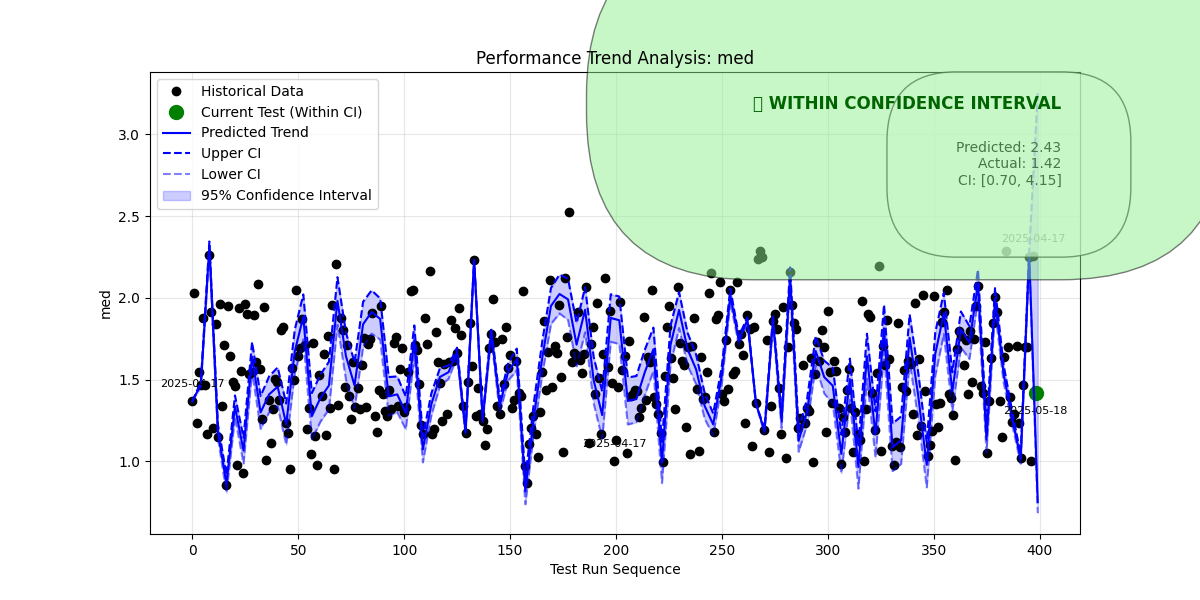 Performance Trend Analysis: med
Historical Data
Current Test (Within CI)
Predicted Trend
Upper CI
Lower CI
95% Confidence Interval
WITHIN CONFIDENCE INTERVAL
Predicted: 2.43
Actual: 1.42
CI: [0.70, 4.15]
2025-04-17
2025-04-17
2025-05-18
2025-04-17
med
3.0
2.5
2.0
1.5
1.0
0
50
100
150
200
250
300
350
400
Test Run Sequence